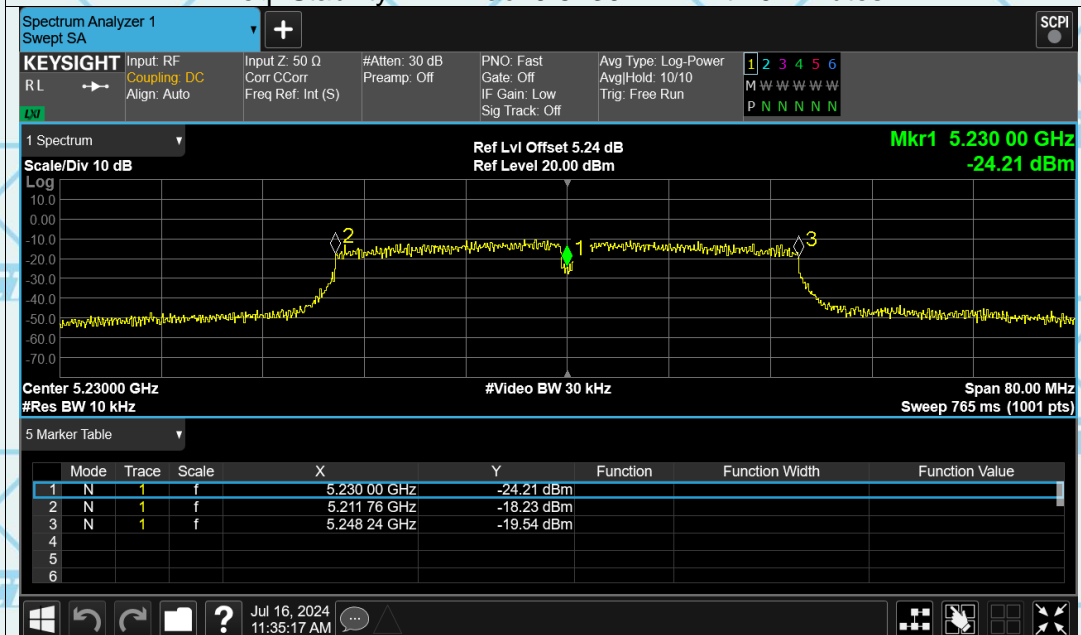 Spectrum Analyzer 1
Swept SA
+
SCPI
KEYSIGHT Input: RF Input Z: 50 Ω #Atten: 30 dB PNO: Fast Avg Type: Log-Power 1 2 3 4 5 6
R L Coupling: DC Corr CCorr Preamp: Off Gate: Off Avg|Hold: 10/10 M W W W W W
Align: Auto Freq Ref: Int (S) IF Gain: Low Trig: Free Run P N N N N N
LXI Sig Track: Off
1 Spectrum Ref Lvl Offset 5.24 dB Mkr1 5.230 00 GHz
Scale/Div 10 dB Ref Level 20.00 dBm -24.21 dBm
Log
10.0
0.00
-10.0
-20.0
-30.0
-40.0
-50.0
-60.0
-70.0
2
1
3
Center 5.23000 GHz #Video BW 30 kHz Span 80.00 MHz
#Res BW 10 kHz Sweep 765 ms (1001 pts)
5 Marker Table
Mode Trace Scale X Y Function Function Width Function Value
1 N 1 f 5.230 00 GHz -24.21 dBm
2 N 1 f 5.211 76 GHz -18.23 dBm
3 N 1 f 5.248 24 GHz -19.54 dBm
4
5
6
? Jul 16, 2024
11:35:17 AM